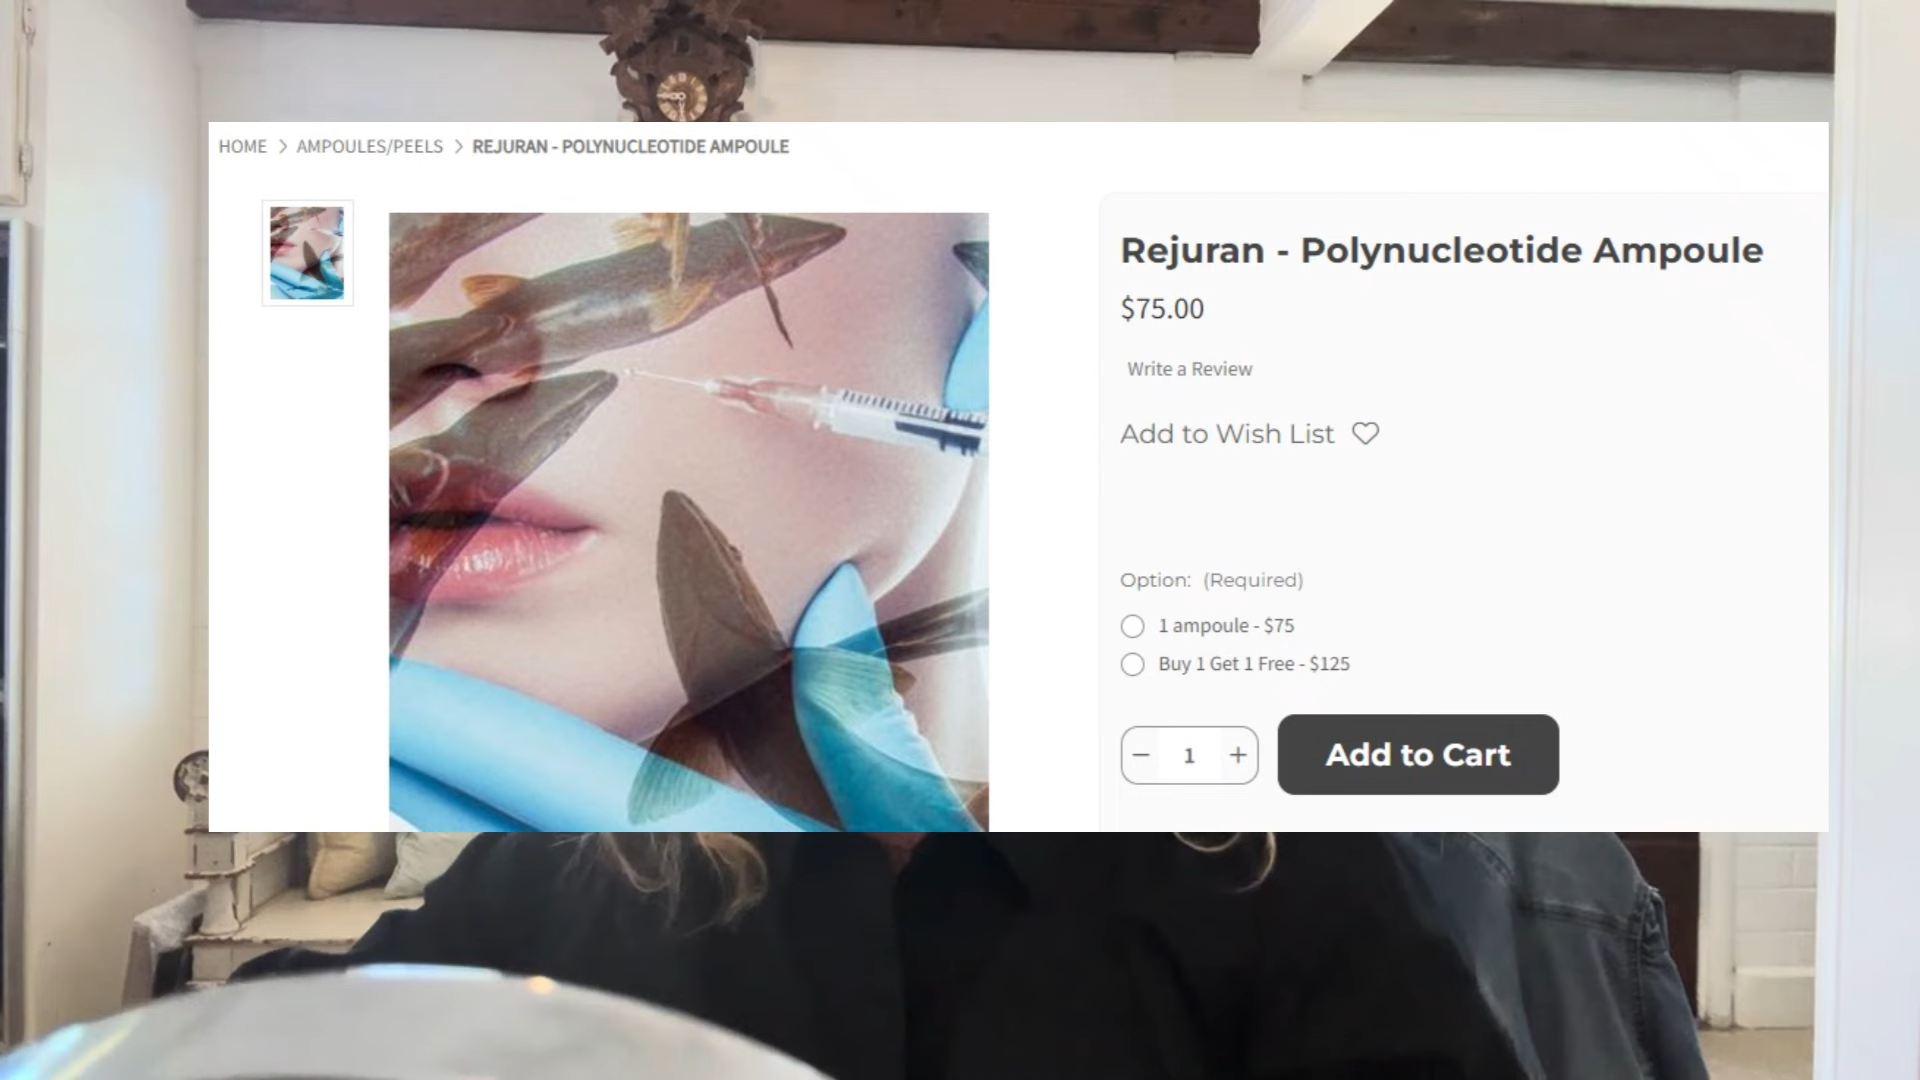 HOME > AMPOULES/PEELS > REJURAN - POLYNUCLEOTIDE AMPOULE
Rejuran - Polynucleotide Ampoule
$75.00
Write a Review
Add to Wish List
Option: (Required)
1 ampoule - $75
Buy 1 Get 1 Free - $125
− 1 +
Add to Cart